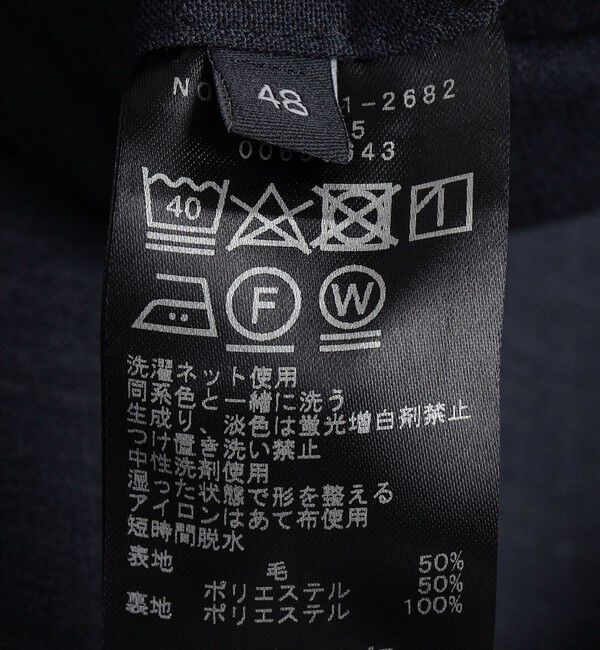 48
1-2682
5
643
40
F
W
洗濯ネット使用
同系色と一緒に洗う
生成り、淡色は蛍光増白剤禁止
つけ置き洗い禁止
中性洗剤使用
湿った状態で形を整える
アイロンはあて布使用
短時間脱水
表地 毛 50%
ポリエステル 50%
裏地 ポリエステル 100%